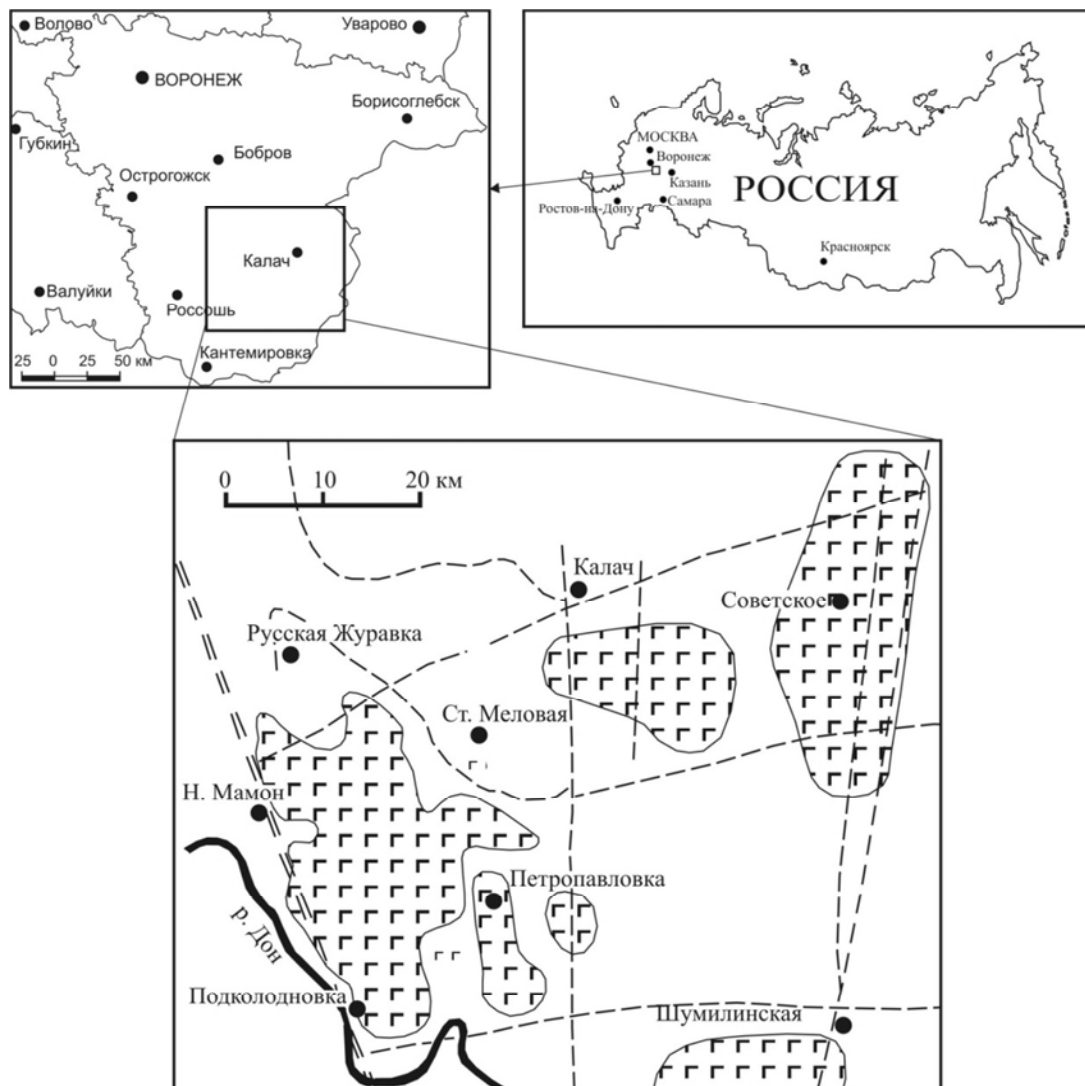 Волово
Уварово
ВОРОНЕЖ
Борисоглебск
Губкин
Бобров
Острогожск
Калач
Валуйки
Россошь
Кантемировка
25 0 25 50 км
МОСКВА
Воронеж
Казань
РОССИЯ
Ростов-на-Дону
Самара
Красноярск
0 10 20 км
Калач
Советское
Русская Журавка
Ст. Меловая
Н. Мамон
Петропавловка
р. Дон
Подколодновка
Шумилинская